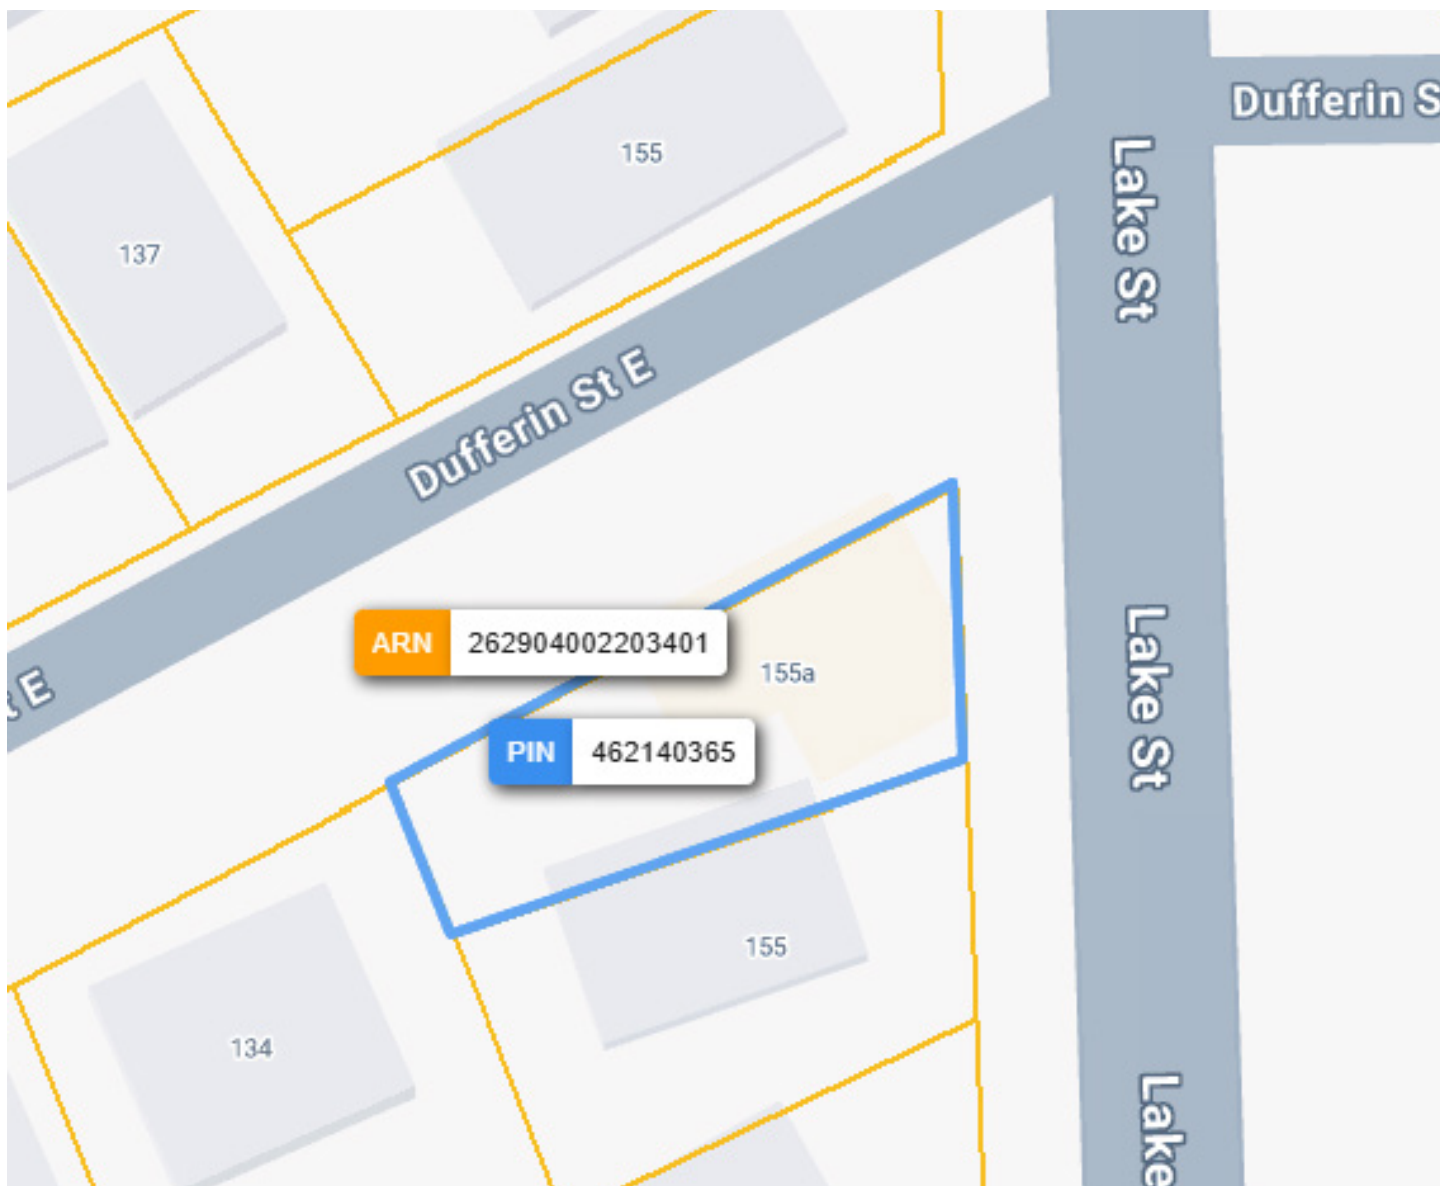 Dufferin S
155
Lake St
137
Dufferin St E
ARN 262904002203401
155a
t E
Lake St
PIN 462140365
155
134
Lake